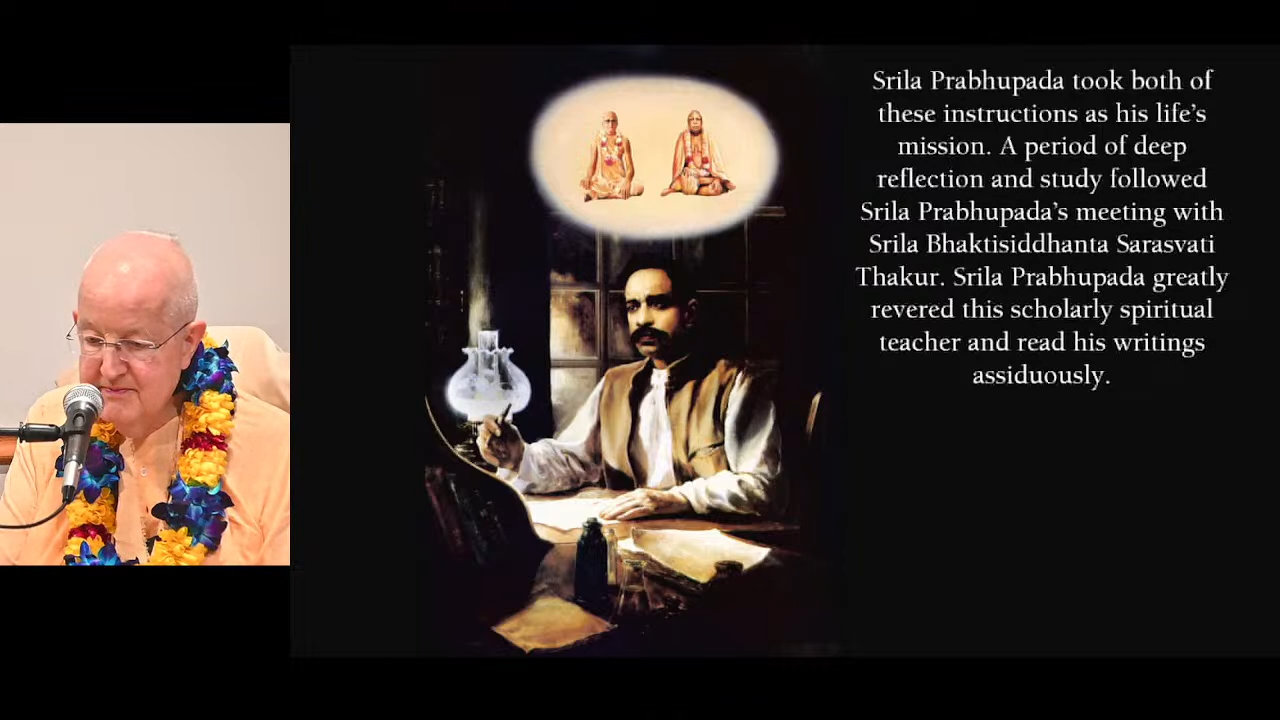 Srila Prabhupada took both of
these instructions as his life's
mission. A period of deep
reflection and study followed
Srila Prabhupada's meeting with
Srila Bhaktisiddhanta Sarasvati
Thakur. Srila Prabhupada greatly
revered this scholarly spiritual
teacher and read his writings
assiduously.